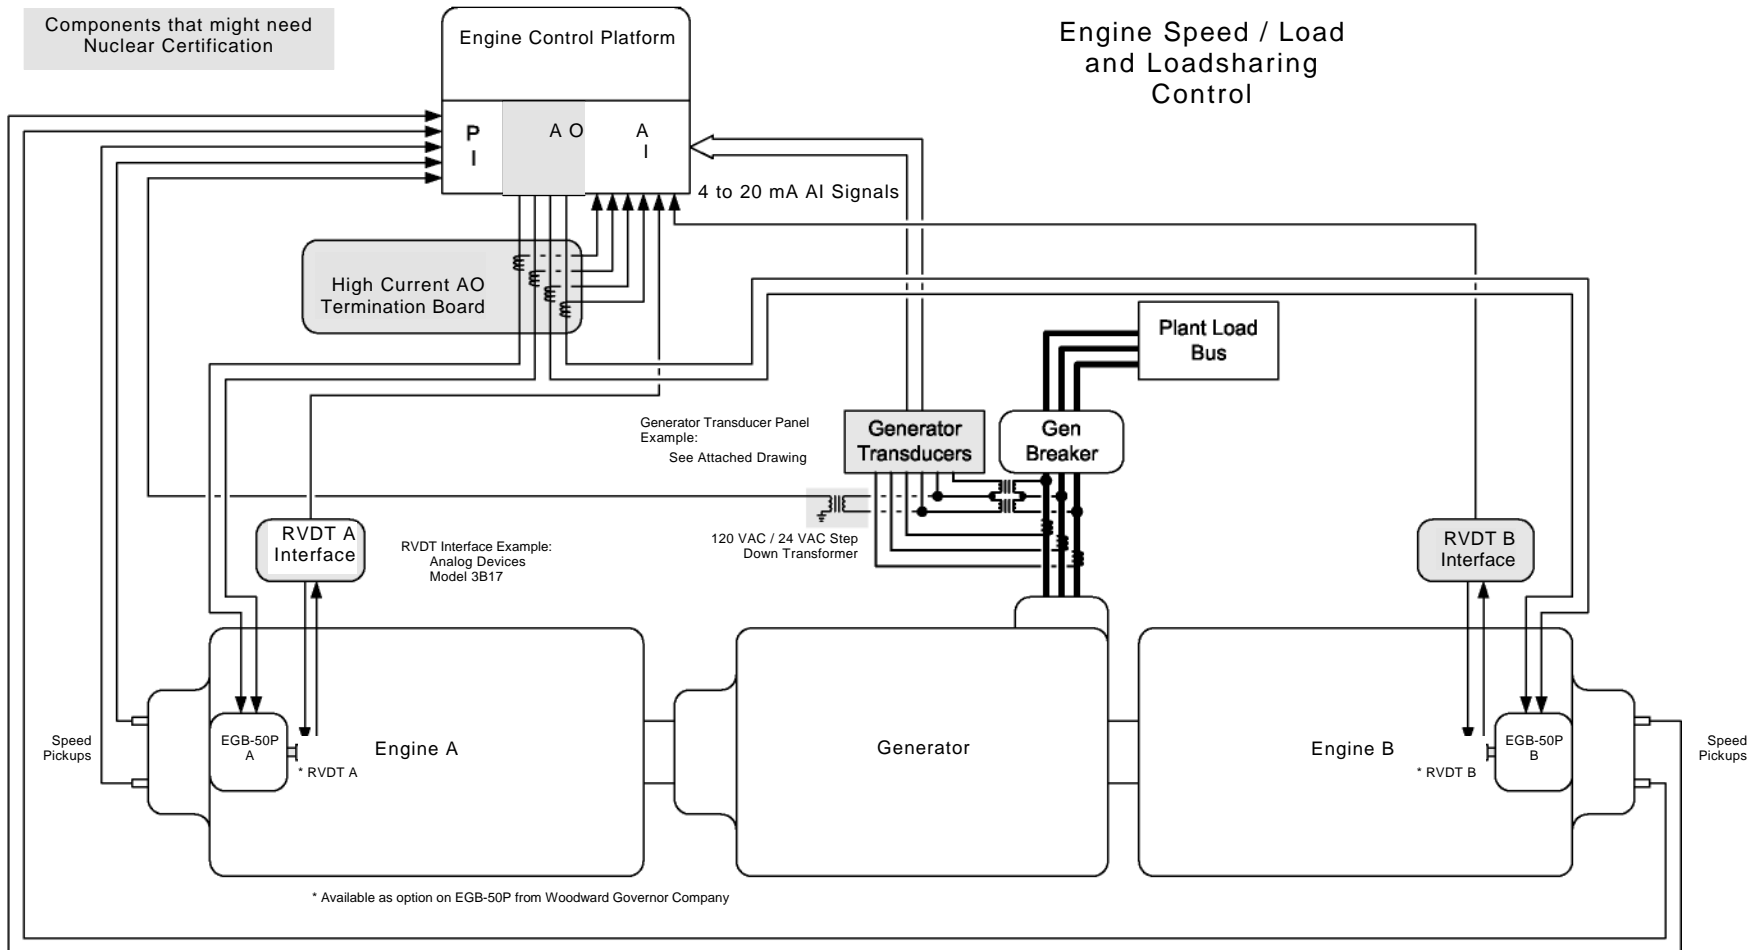 Components that might need
Nuclear Certification
Engine Control Platform
Engine Speed / Load
and Loadsharing
Control
P
I
A O
A
I
4 to 20 mA AI Signals
High Current AO
Termination Board
Plant Load
Bus
Generator Transducer Panel
Example:
See Attached Drawing
Generator
Transducers
Gen
Breaker
120 VAC / 24 VAC Step
Down Transformer
RVDT A
Interface
RVDT Interface Example:
Analog Devices
Model 3B17
RVDT B
Interface
Speed
Pickups
EGB-50P
A
* RVDT A
Engine A
Generator
Engine B
* RVDT B
EGB-50P
B
Speed
Pickups
* Available as option on EGB-50P from Woodward Governor Company